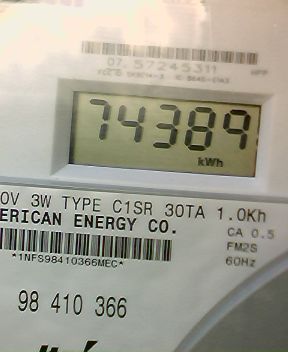 07. 57245311
74389
kWh
0V 3W TYPE C1SR 30TA 1.0Kh
ERICAN ENERGY CO.
CA 0.5
FM2S
*1NFS98410366MEC*
60Hz
98 410 366